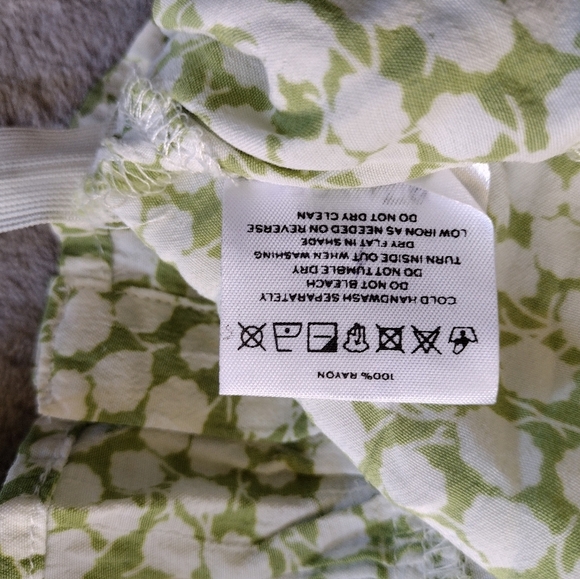 100% RAYON
COLD HANDWASH SEPARATELY
DO NOT BLEACH
DO NOT TUMBLE DRY
TURN INSIDE OUT WHEN WASHING
DRY FLAT IN SHADE
LOW IRON AS NEEDED ON REVERSE
DO NOT DRY CLEAN